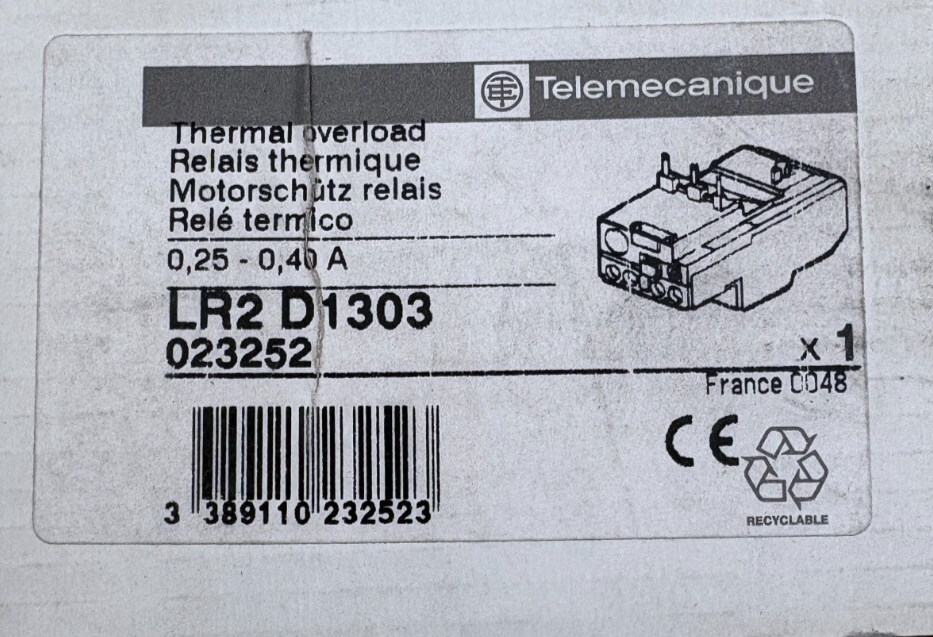 Telemecanique
Thermal overload
Relais thermique
Motorschütz relais
Relé termico
0,25 - 0,40 A
LR2 D1303
023252
x 1
France 0048
CE
RECYCLABLE
3 389110 232523